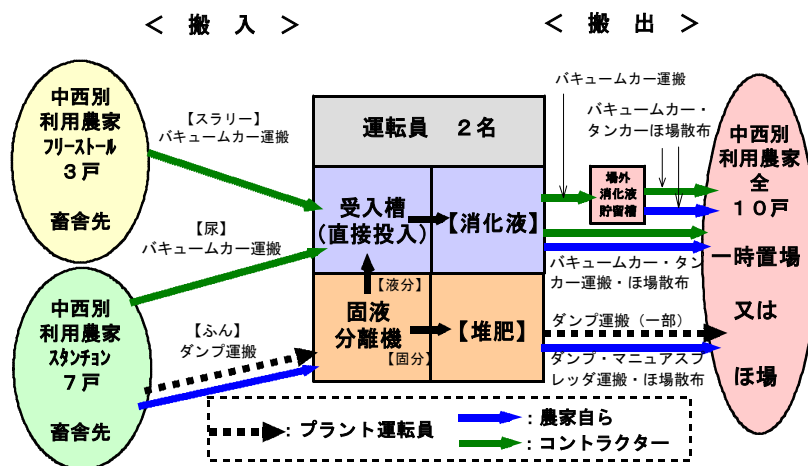 ＜ 搬 入 ＞
＜ 搬 出 ＞
中西別
利用農家
フリーストール
３戸
畜舎先
【スラリー】
バキュームカー運搬
【尿】
バキュームカー運搬
中西別
利用農家
スタンチョン
７戸
畜舎先
【ふん】
ダンプ運搬
運転員 ２名
受入槽
(直接投入)
【消化液】
【液分】
固液
分離機
【固分】
【堆肥】
バキュームカー運搬
バキュームカー・
タンカーほ場散布
場外
消化液
貯留槽
バキュームカー・タン
カー運搬・ほ場散布
ダンプ運搬（一部）
ダンプ・マニュアスプ
レッダ運搬・ほ場散布
中西別
利用農家
全
１０戸
一時置場
又は
ほ場
：プラント運転員
：農家自ら
：コントラクター